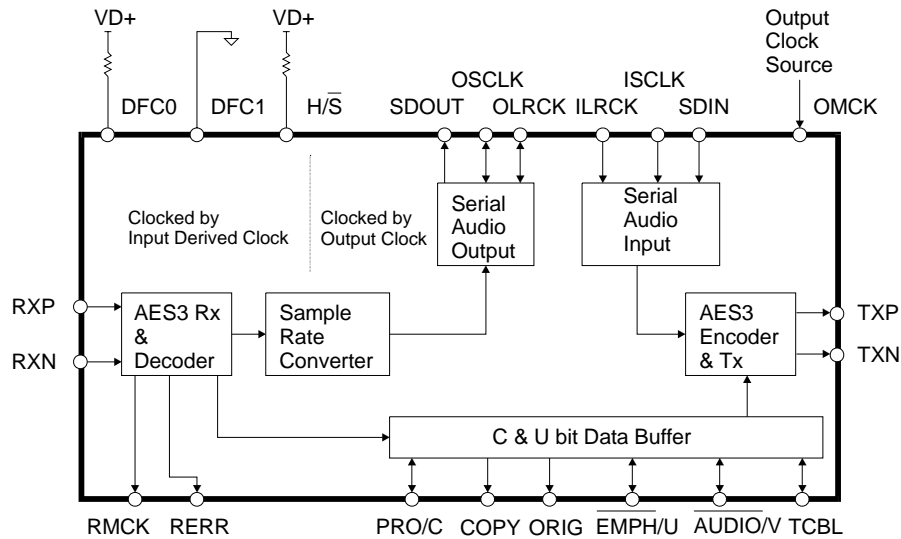 VD+
VD+
Output
Clock
Source
OSCLK
ISCLK
DFC0
DFC1
H/S̅
SDOUT
OLRCK
ILRCK
SDIN
OMCK
Clocked by
Input Derived Clock
Clocked by
Output Clock
Serial
Audio
Output
Serial
Audio
Input
RXP
RXN
AES3 Rx
&
Decoder
Sample
Rate
Converter
AES3
Encoder
& Tx
TXP
TXN
C & U bit Data Buffer
RMCK
RERR
PRO/C
COPY
ORIG
E̅M̅P̅H̅/U
A̅U̅D̅I̅O̅/V
TCBL